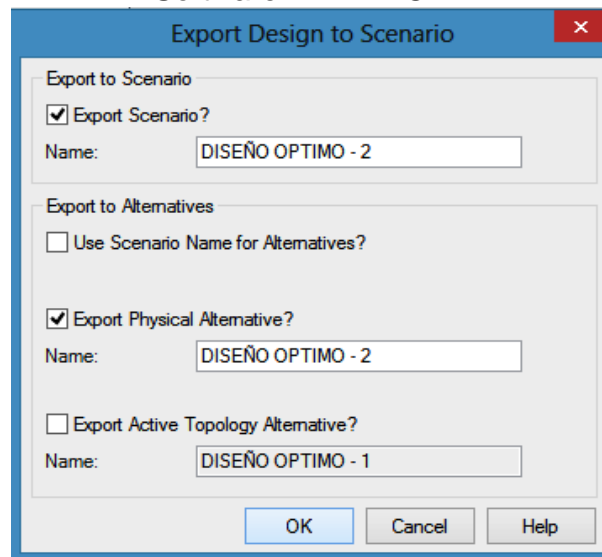 Export Design to Scenario
Export to Scenario
Export Scenario?
Name: DISEÑO OPTIMO - 2
Export to Alternatives
Use Scenario Name for Alternatives?
Export Physical Alternative?
Name: DISEÑO OPTIMO - 2
Export Active Topology Alternative?
Name: DISEÑO OPTIMO - 1
OK Cancel Help